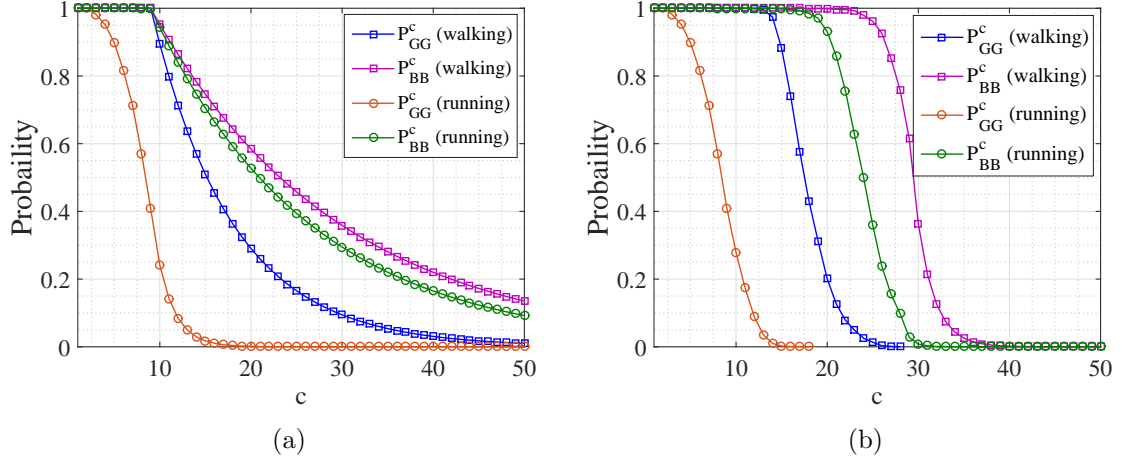 1
0.8
0.6
0.4
0.2
0
Probaility
10
20
30
40
50
c
P^c_GG (walking)
P^c_BB (walking)
P^c_GG (running)
P^c_BB (running)
(a)
1
0.8
0.6
0.4
0.2
0
Probaility
10
20
30
40
50
c
P^c_GG (walking)
P^c_BB (walking)
P^c_GG (running)
P^c_BB (running)
(b)